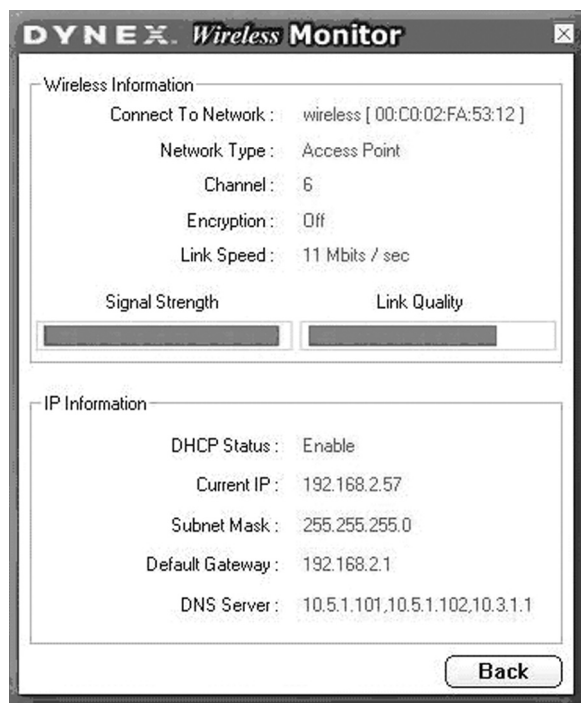 DYNEX. Wireless Monitor
Wireless Information
Connect To Network : wireless [ 00:C0:02:FA:53:12 ]
Network Type : Access Point
Channel : 6
Encryption : Off
Link Speed : 11 Mbits / sec
Signal Strength Link Quality
IP Information
DHCP Status : Enable
Current IP : 192.168.2.57
Subnet Mask : 255.255.255.0
Default Gateway : 192.168.2.1
DNS Server : 10.5.1.101,10.5.1.102,10.3.1.1
Back